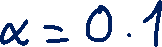 α = 0.1